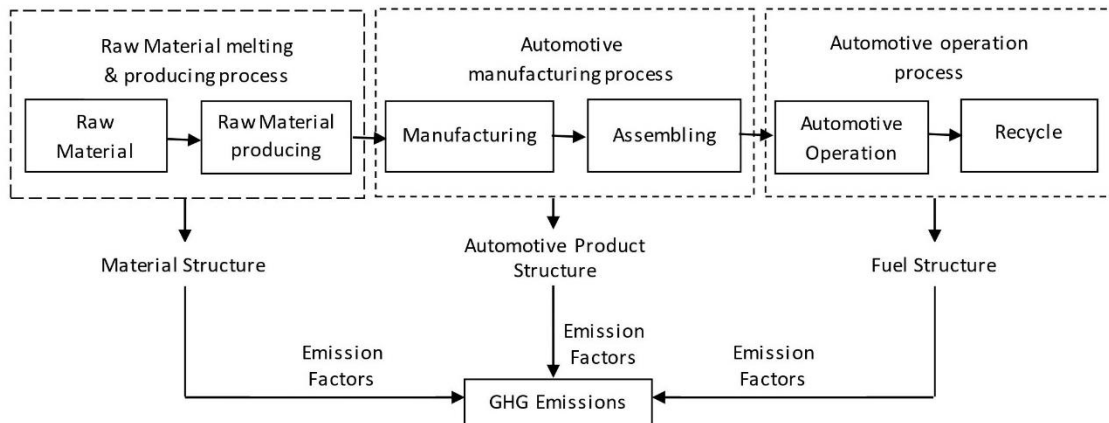 Raw Material melting
& producing process
Raw
Material
Raw Material
producing
Automotive
manufacturing process
Manufacturing
Assembling
Automotive operation
process
Automotive
Operation
Recycle
Material Structure
Automotive Product
Structure
Fuel Structure
Emission
Factors
Emission
Factors
Emission
Factors
GHG Emissions